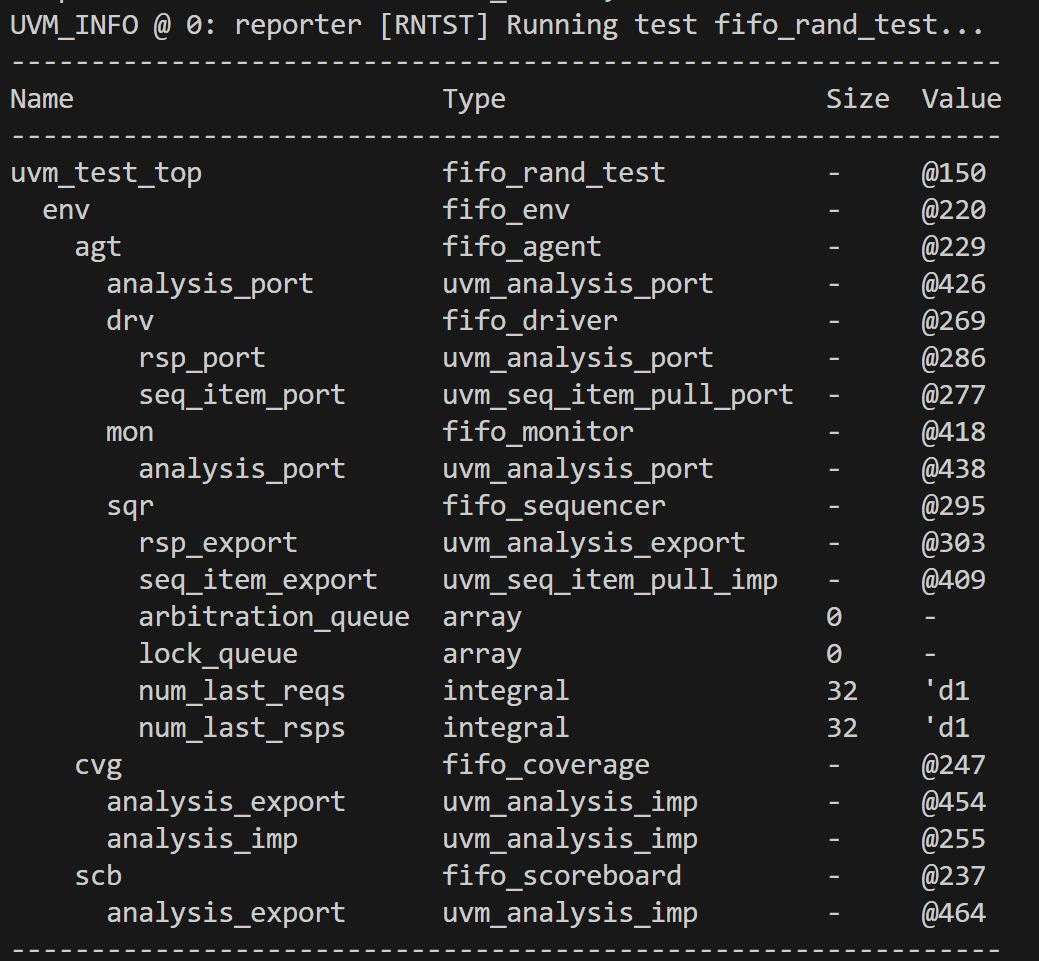 UVM_INFO @ 0: reporter [RNTST] Running test fifo_rand_test...
--------------------------------------------------------------
Name                       Type                    Size  Value
--------------------------------------------------------------
uvm_test_top               fifo_rand_test          -     @150
  env                      fifo_env                -     @220
    agt                    fifo_agent              -     @229
      analysis_port        uvm_analysis_port       -     @426
      drv                  fifo_driver             -     @269
        rsp_port           uvm_analysis_port       -     @286
        seq_item_port      uvm_seq_item_pull_port  -     @277
      mon                  fifo_monitor            -     @418
        analysis_port      uvm_analysis_port       -     @438
      sqr                  fifo_sequencer          -     @295
        rsp_export         uvm_analysis_export     -     @303
        seq_item_export    uvm_seq_item_pull_imp   -     @409
        arbitration_queue  array                   0     -
        lock_queue         array                   0     -
        num_last_reqs      integral                32    'd1
        num_last_rsps      integral                32    'd1
    cvg                    fifo_coverage           -     @247
      analysis_export      uvm_analysis_imp        -     @454
      analysis_imp         uvm_analysis_imp        -     @255
    scb                    fifo_scoreboard         -     @237
      analysis_export      uvm_analysis_imp        -     @464
--------------------------------------------------------------